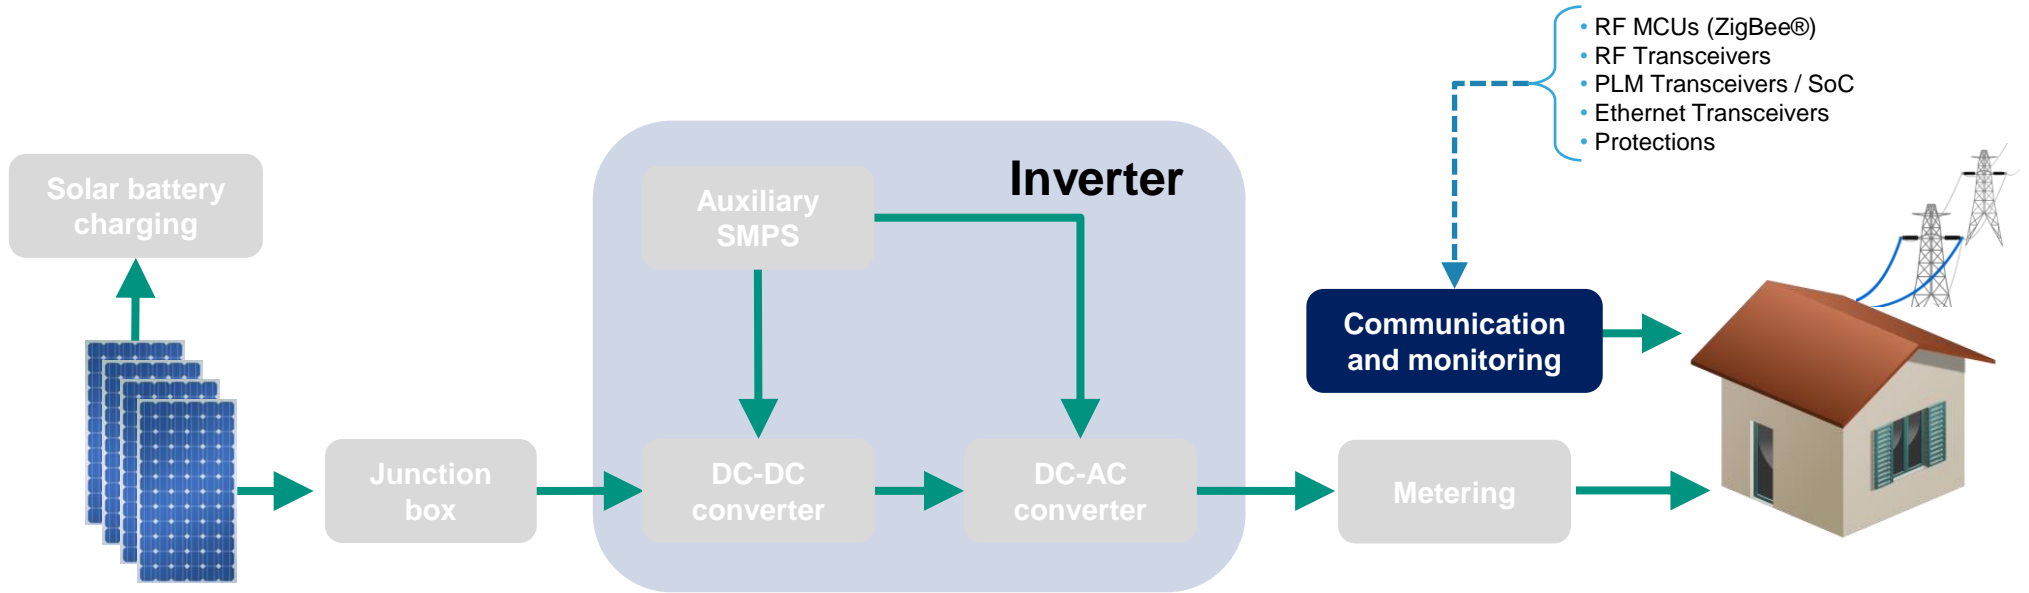 • RF MCUs (ZigBee®)
• RF Transceivers
• PLM Transceivers / SoC
• Ethernet Transceivers
• Protections
Solar battery
charging
Inverter
Auxiliary
SMPS
Communication
and monitoring
Junction
box
DC-DC
converter
DC-AC
converter
Metering